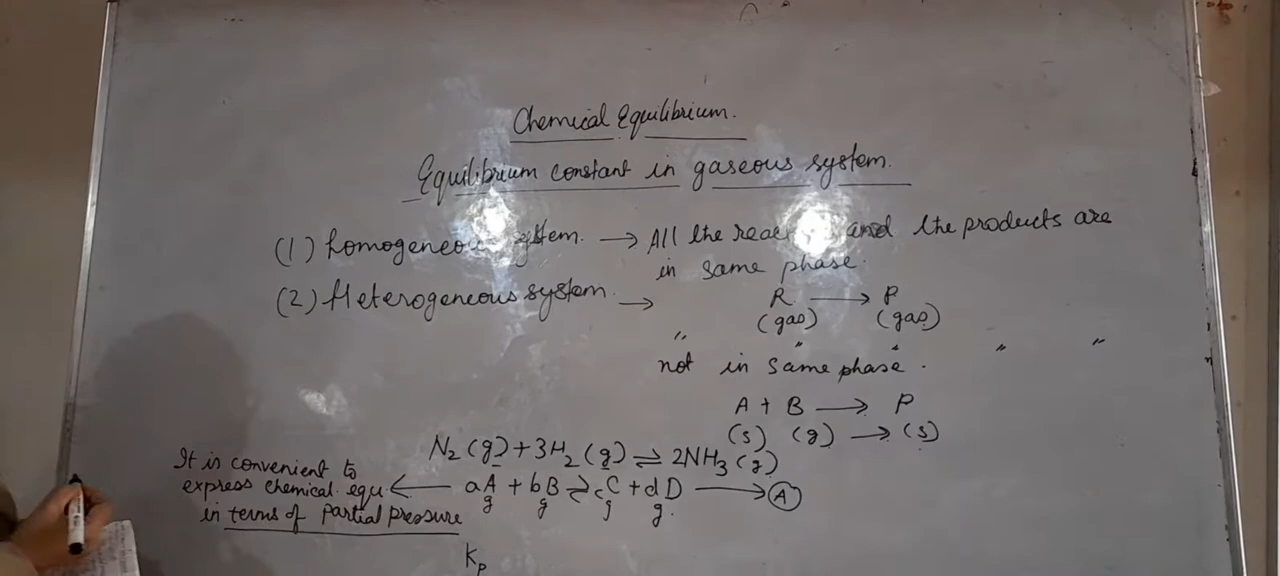 Chemical Equilibrium.
Equilibrium constant in gaseous system.
(1) homogeneous system. → All the reac and the products are
in same phase.
(2) Heterogeneous system. →
R → P
(gas) (gas)
" " " " "
not in same phase.
A + B → P
(s) (g) → (s)
N2 (g) + 3H2 (g) ⇌ 2NH3 (g)
It is convenient to
express chemical equ. ← aA + bB ⇌ cC + dD → (A)
g g g g.
in terms of partial pressure
Kp